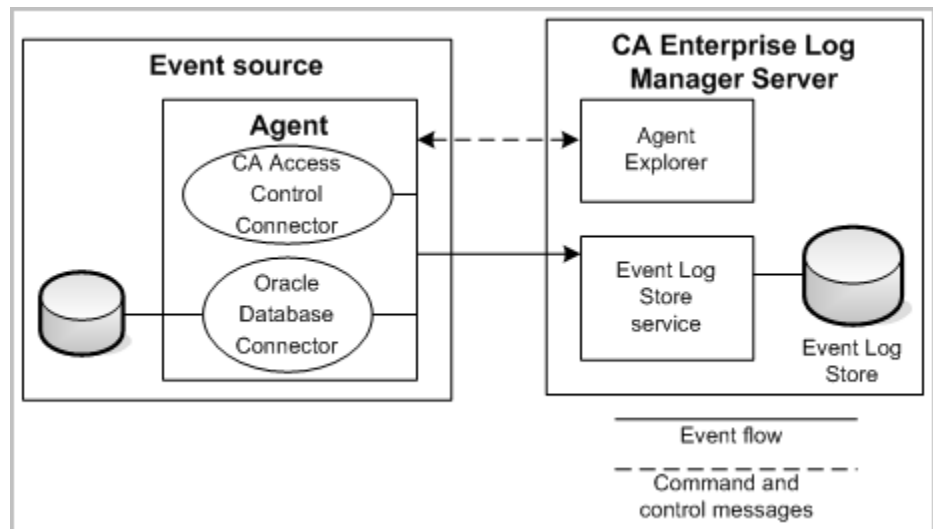 Event source
Agent
CA Access
Control
Connector
Oracle
Database
Connector
CA Enterprise Log
Manager Server
Agent
Explorer
Event Log
Store
service
Event Log
Store
Event flow
Command and
control messages